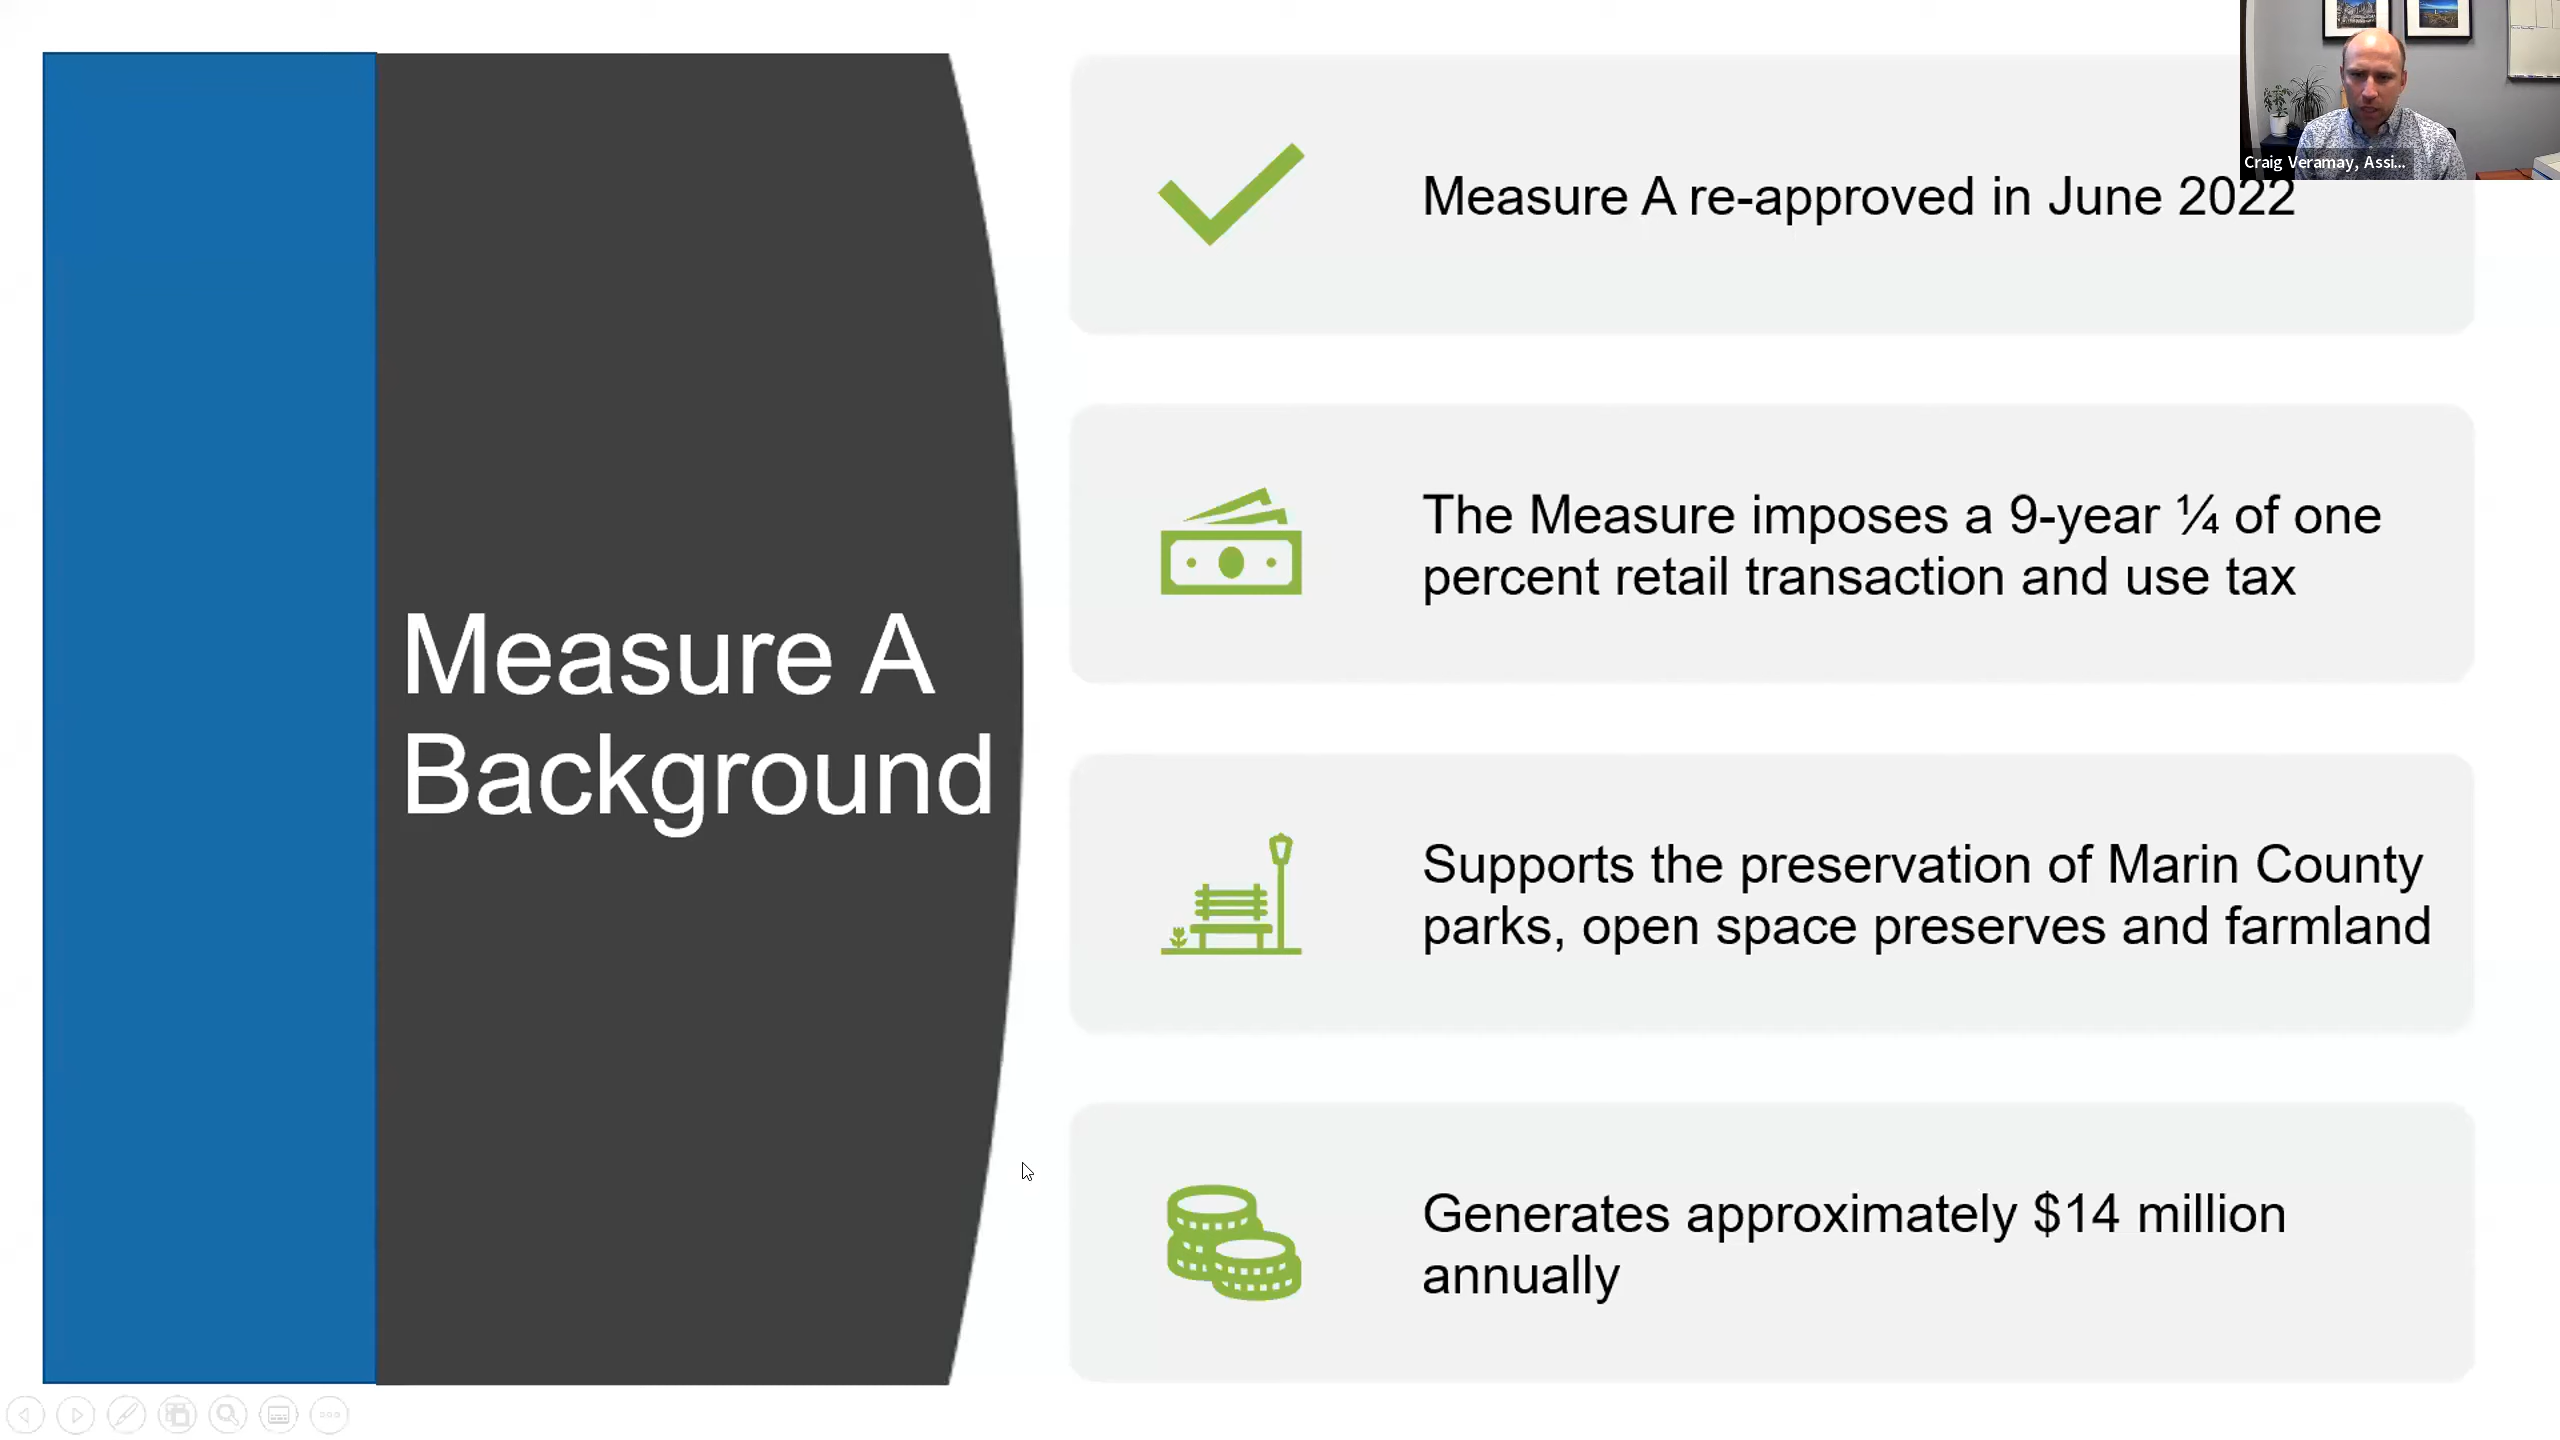 Measure A
Background
Craig Veramay, Assi...
Measure A re-approved in June 2022
The Measure imposes a 9-year ¼ of one
percent retail transaction and use tax
Supports the preservation of Marin County
parks, open space preserves and farmland
Generates approximately $14 million
annually